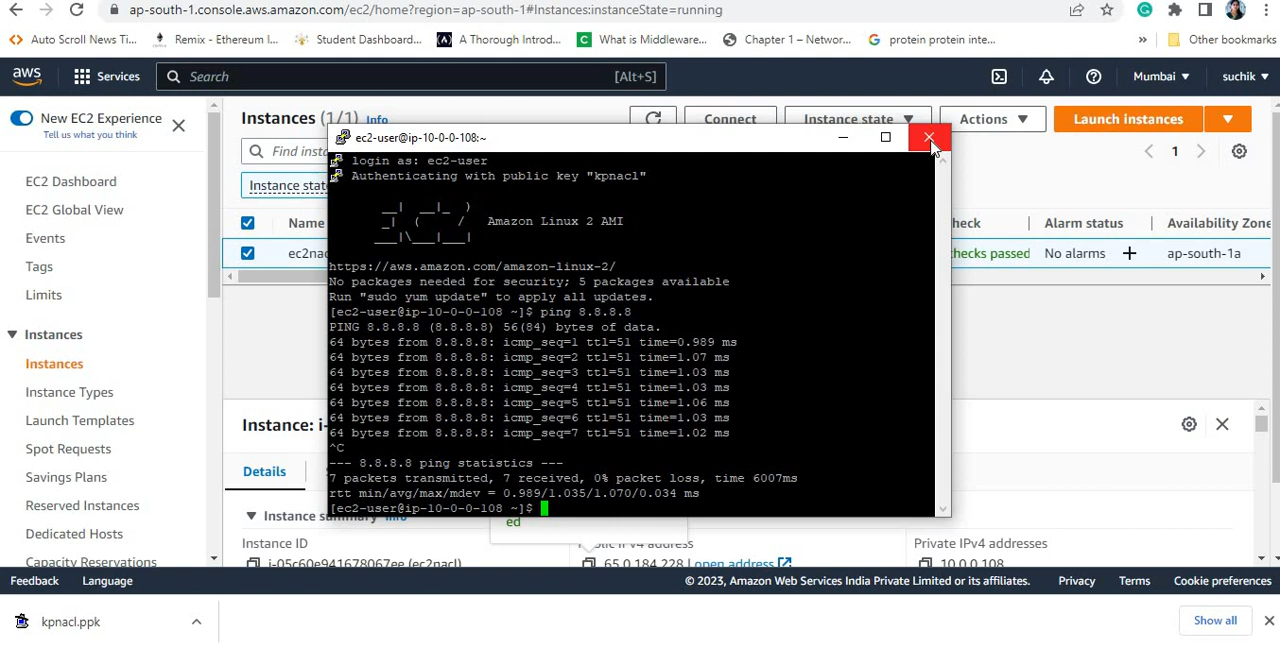 ap-south-1.console.aws.amazon.com/ec2/home?region=ap-south-1#Instances:instanceState=running
Auto Scroll News Ti...
Remix - Ethereum I...
Student Dashboard...
A Thorough Introd...
What is Middleware...
Chapter 1 – Networ...
protein protein inte...
»
Other bookmarks
aws
Services
Search
[Alt+S]
Mumbai
suchik
New EC2 Experience
Tell us what you think
EC2 Dashboard
EC2 Global View
Events
Tags
Limits
Instances
Instances
Instance Types
Launch Templates
Spot Requests
Savings Plans
Reserved Instances
Dedicated Hosts
Capacity Reservations
Instances (1/1) Info
Connect
Instance state
Actions
Launch instances
Find inst
1
Instance stat
Name
heck
Alarm status
Availability Zone
ec2nac
checks passed
No alarms +
ap-south-1a
ec2-user@ip-10-0-0-108:~
login as: ec2-user
Authenticating with public key "kpnacl"
__|  __|_  )
_|  (     /   Amazon Linux 2 AMI
___|\___|___|
https://aws.amazon.com/amazon-linux-2/
No packages needed for security; 5 packages available
Run "sudo yum update" to apply all updates.
[ec2-user@ip-10-0-0-108 ~]$ ping 8.8.8.8
PING 8.8.8.8 (8.8.8.8) 56(84) bytes of data.
64 bytes from 8.8.8.8: icmp_seq=1 ttl=51 time=0.989 ms
64 bytes from 8.8.8.8: icmp_seq=2 ttl=51 time=1.07 ms
64 bytes from 8.8.8.8: icmp_seq=3 ttl=51 time=1.03 ms
64 bytes from 8.8.8.8: icmp_seq=4 ttl=51 time=1.03 ms
64 bytes from 8.8.8.8: icmp_seq=5 ttl=51 time=1.06 ms
64 bytes from 8.8.8.8: icmp_seq=6 ttl=51 time=1.03 ms
64 bytes from 8.8.8.8: icmp_seq=7 ttl=51 time=1.02 ms
^C
--- 8.8.8.8 ping statistics ---
7 packets transmitted, 7 received, 0% packet loss, time 6007ms
rtt min/avg/max/mdev = 0.989/1.035/1.070/0.034 ms
[ec2-user@ip-10-0-0-108 ~]$
Instance: i-
Details
Instance summary Info
ed
Instance ID
Public IPv4 address
Private IPv4 addresses
i-05c60e941678067ee (ec2nacl)
65.0.184.228 | open address
10.0.0.108
Feedback
Language
© 2023, Amazon Web Services India Private Limited or its affiliates.
Privacy
Terms
Cookie preferences
kpnacl.ppk
Show all